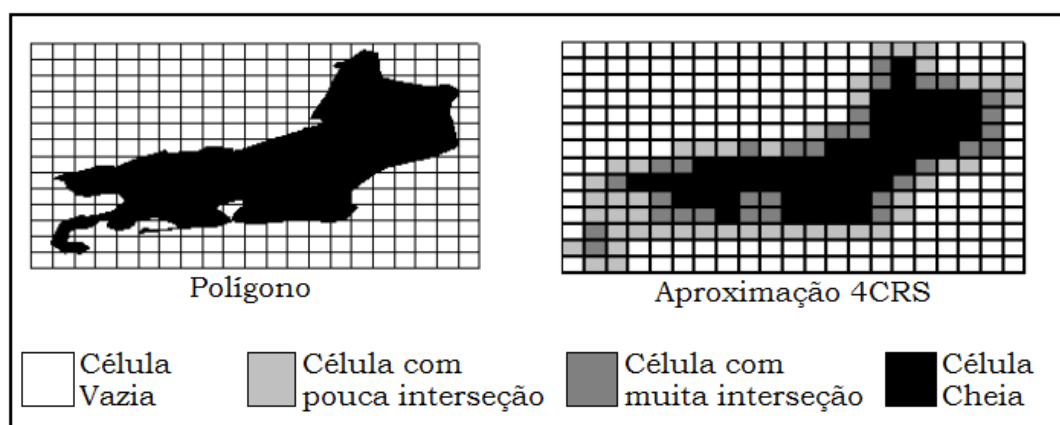 Polígono
Aproximação 4CRS
Célula
Vazia
Célula com
pouca interseção
Célula com
muita interseção
Célula
Cheia